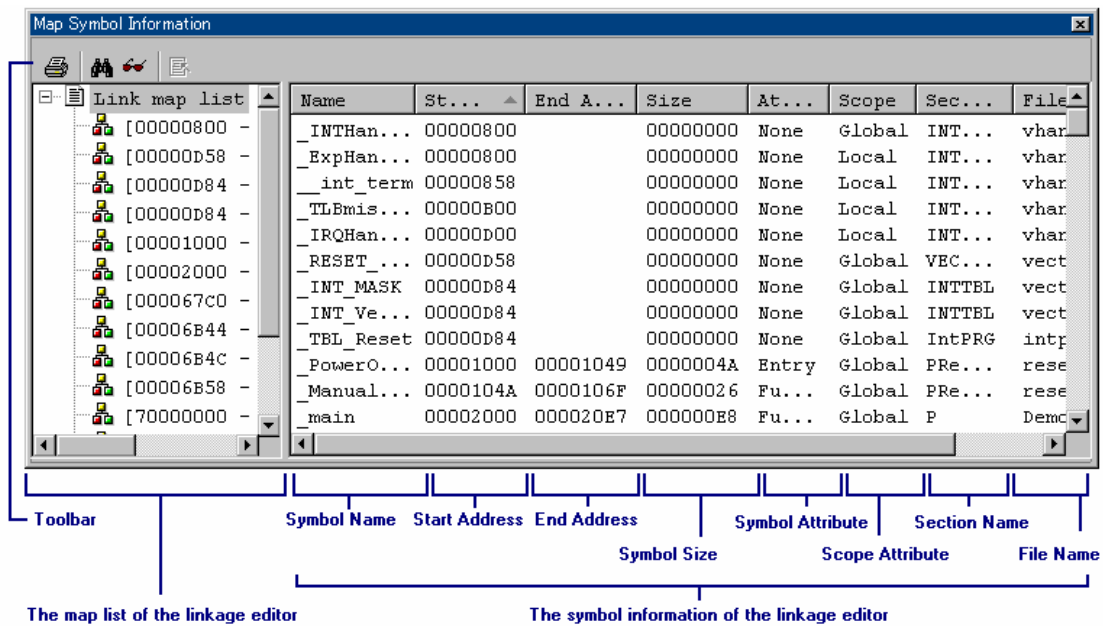 Map Symbol Information
Link map list
[00000800 -
[00000D58 -
[00000D84 -
[00000D84 -
[00001000 -
[00002000 -
[000067C0 -
[00006B44 -
[00006B4C -
[00006B58 -
[70000000 -
Name St... End A... Size At... Scope Sec... File
_INTHan... 00000800 00000000 None Global INT... vhan
_ExpHan... 00000800 00000000 None Local INT... vhan
__int_term 00000858 00000000 None Local INT... vhan
_TLBmis... 00000B00 00000000 None Local INT... vhan
_IRQHan... 00000D00 00000000 None Local INT... vhan
_RESET_... 00000D58 00000000 None Global VEC... vect
_INT_MASK 00000D84 00000000 None Global INTTBL vect
_INT_Ve... 00000D84 00000000 None Global INTTBL vect
_TBL_Reset 00000D84 00000000 None Global IntPRG intp
_PowerO... 00001000 00001049 0000004A Entry Global PRe... rese
_Manual... 0000104A 0000106F 00000026 Fu... Global PRe... rese
_main 00002000 000020E7 000000E8 Fu... Global P Demo
Toolbar
Symbol Name Start Address End Address Symbol Attribute Section Name
Symbol Size Scope Attribute File Name
The map list of the linkage editor The symbol information of the linkage editor